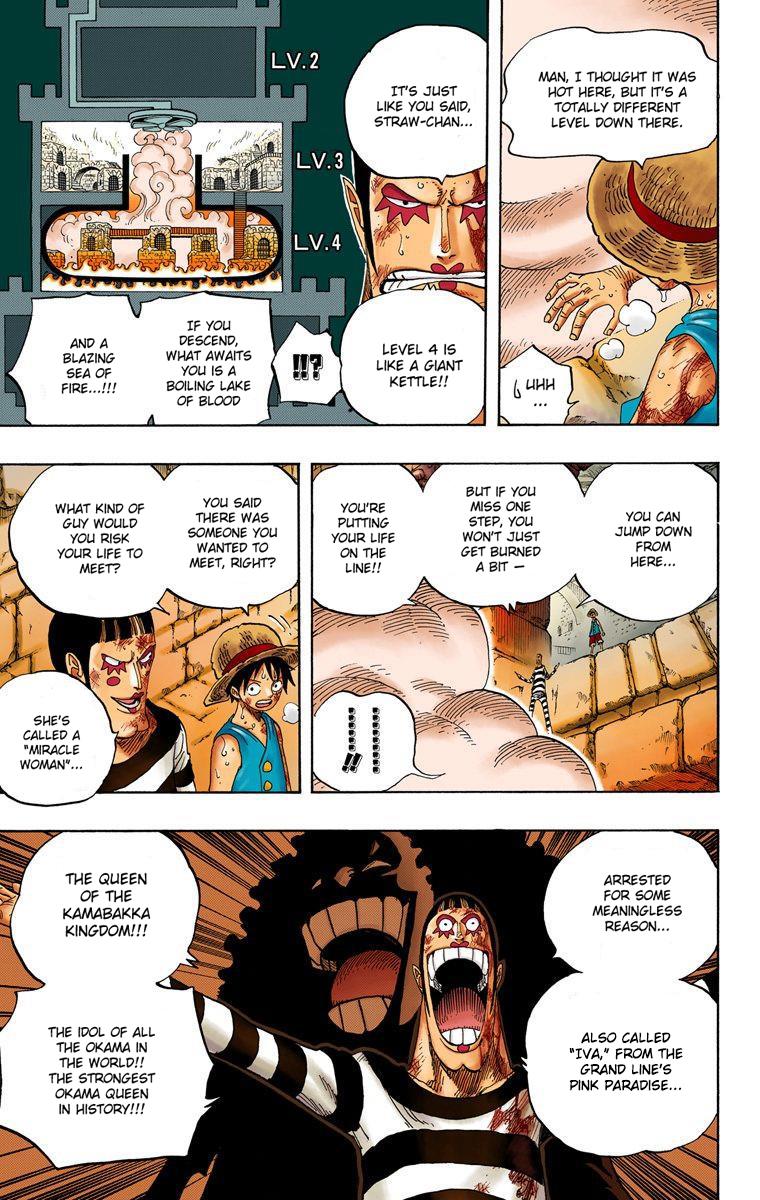 MAN, I THOUGHT IT WAS
HOT HERE, BUT IT'S A
TOTALLY DIFFERENT
LEVEL DOWN THERE.
UHH
...
IT'S JUST
LIKE YOU SAID,
STRAW-CHAN...
LEVEL 4 IS
LIKE A GIANT
KETTLE!!
LV.2
LV.3
LV.4
!!?
IF YOU
DESCEND,
WHAT AWAITS
YOU IS A
BOILING LAKE
OF BLOOD
AND A
BLAZING
SEA OF
FIRE...!!!
YOU CAN
JUMP DOWN
FROM
HERE...
BUT IF YOU
MISS ONE
STEP, YOU
WON'T JUST
GET BURNED
A BIT —
YOU'RE
PUTTING
YOUR LIFE
ON THE
LINE!!
!!
YOU SAID
THERE WAS
SOMEONE YOU
WANTED TO
MEET, RIGHT?
WHAT KIND OF
GUY WOULD
YOU RISK
YOUR LIFE TO
MEET?
SHE'S
CALLED A
"MIRACLE
WOMAN"...
ARRESTED
FOR SOME
MEANINGLESS
REASON...
ALSO CALLED
"IVA," FROM THE
GRAND LINE'S
PINK PARADISE...
THE QUEEN
OF THE
KAMABAKKA
KINGDOM!!!
THE IDOL OF ALL
THE OKAMA IN
THE WORLD!!
THE STRONGEST
OKAMA QUEEN
IN HISTORY!!!